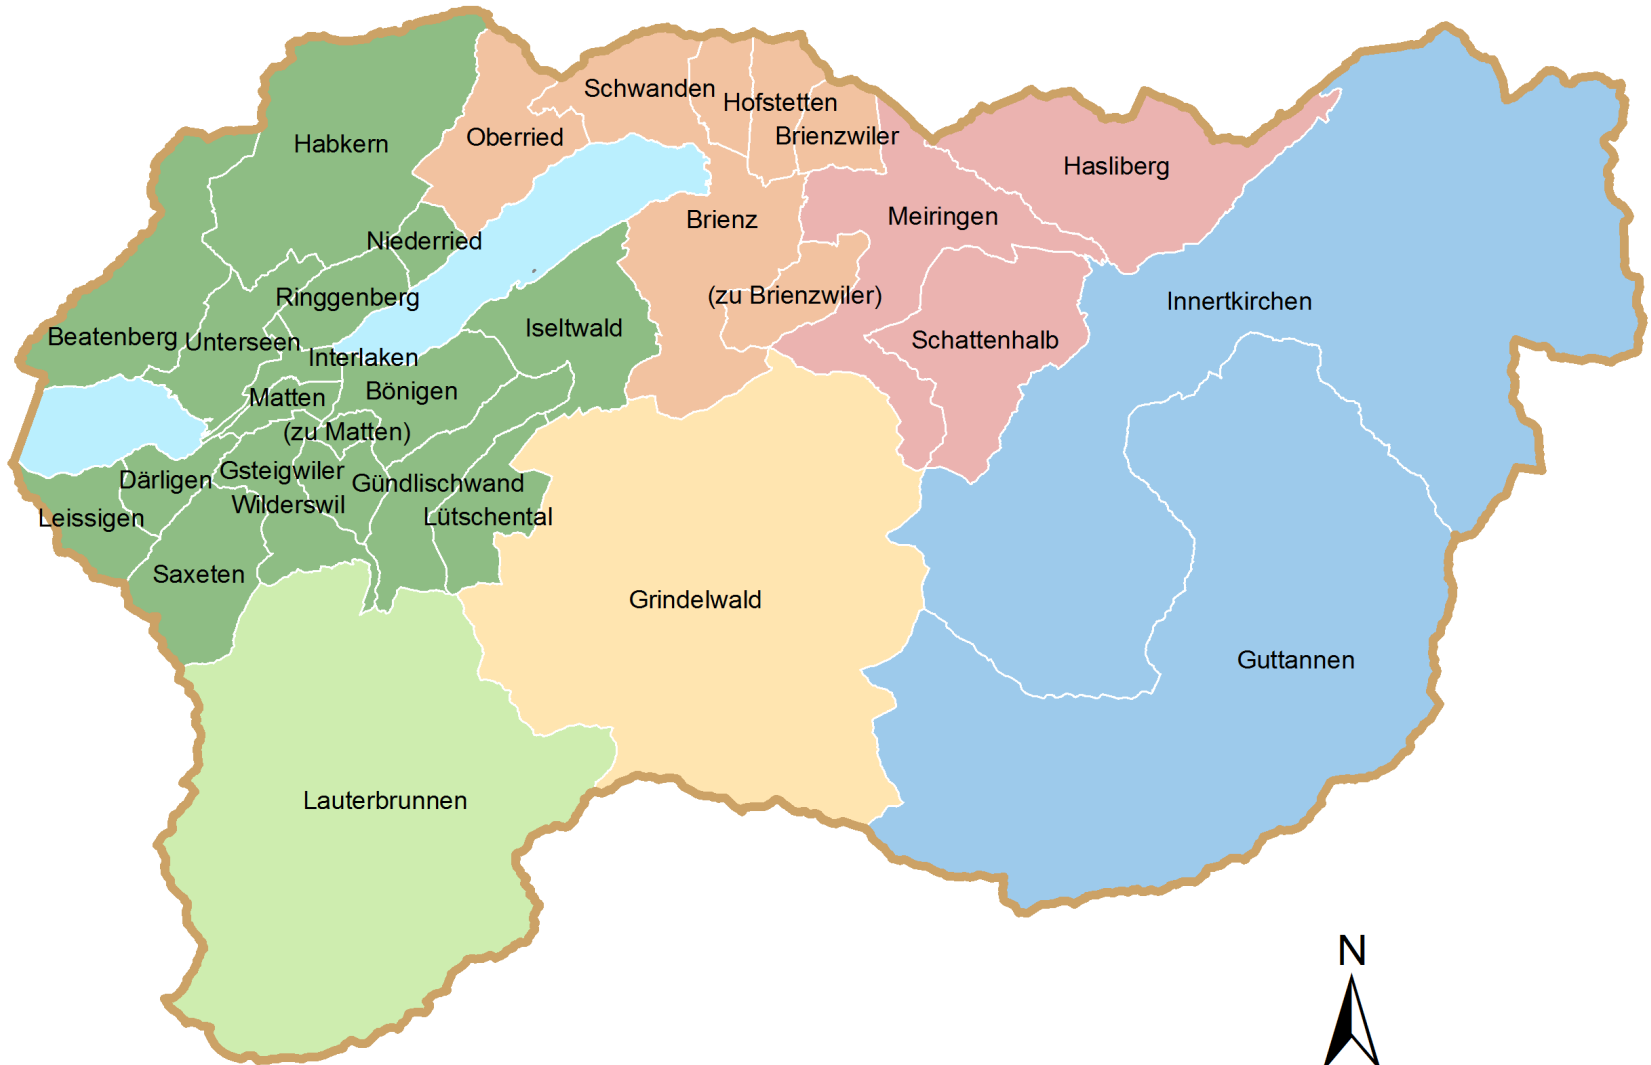 Schwanden
Hofstetten
Brienzwiler
Oberried
Habkern
Hasliberg
Meiringen
Brienz
Niederried
(zu Brienzwiler)
Ringgenberg
Innertkirchen
Iseltwald
Beatenberg
Unterseen
Schattenhalb
Interlaken
Bönigen
Matten
(zu Matten)
Gsteigwiler
Därligen
Gündlischwand
Wilderswil
Leissigen
Lütschental
Saxeten
Grindelwald
Guttannen
Lauterbrunnen
N